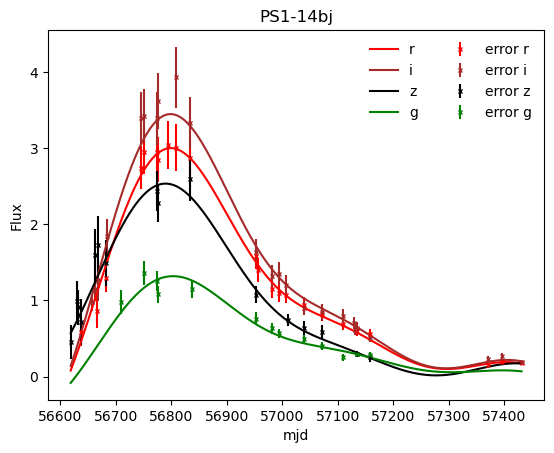 PS1-14bj
r error r
i error i
z error z
g error g
Flux
4
3
2
1
0
56600 56700 56800 56900 57000 57100 57200 57300 57400
mjd